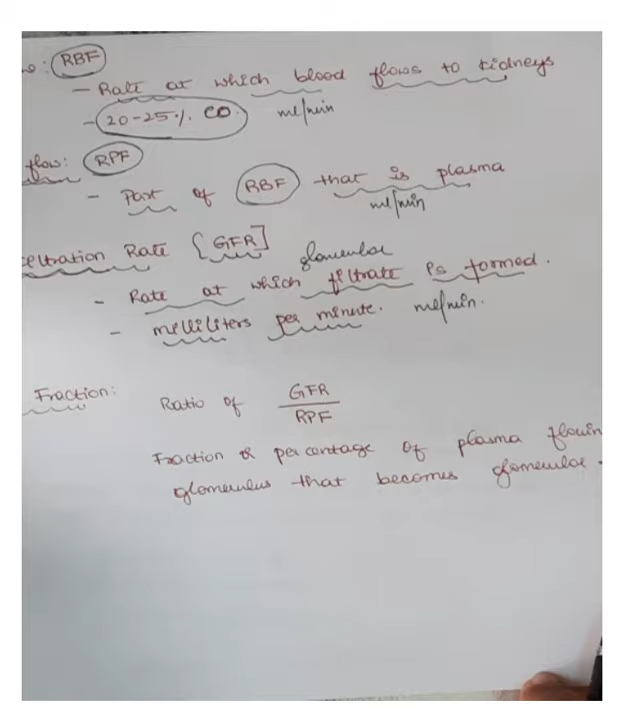 RBF
- Rate at which blood flows to kidneys
- 20-25% CO. ml/min
flow: RPF
- Part of RBF that is plasma
ml/min
Rate {GFR]
glomerular
- Rate at which filtrate is formed.
- milliliters per minute. ml/min.
Fraction: Ratio of GFR
RPF
Fraction or percentage of plasma
glomerulus that becomes glomerular